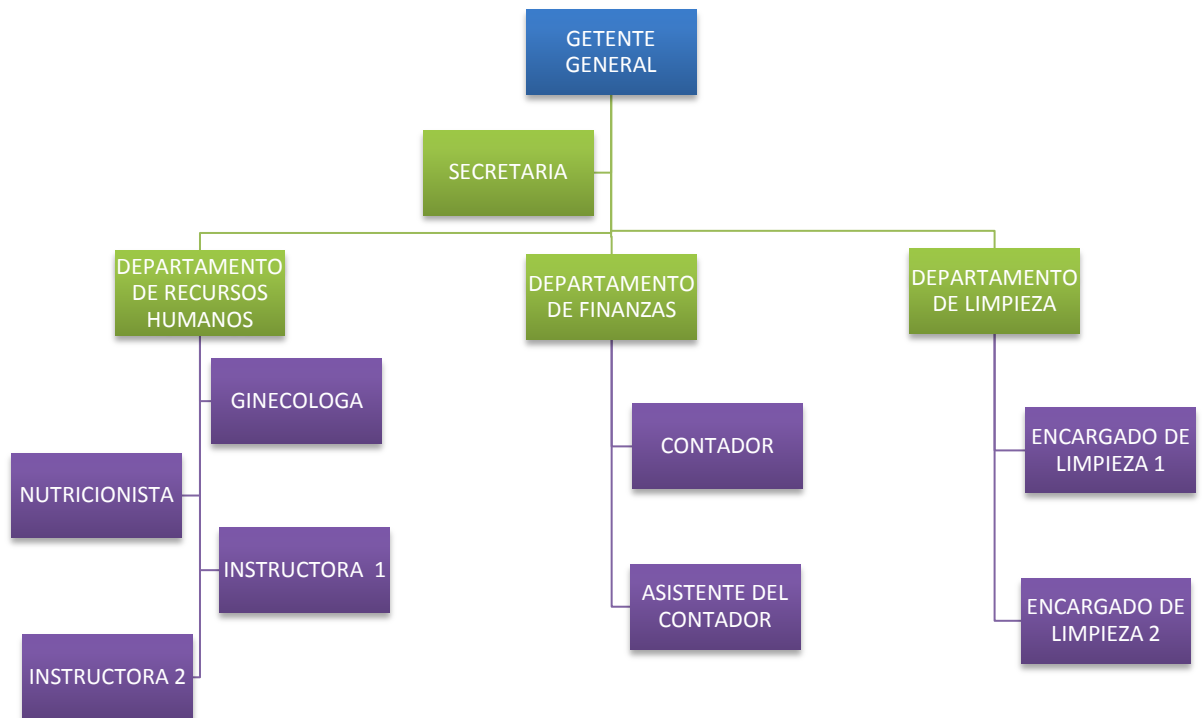 GETENTE
GENERAL
SECRETARIA
DEPARTAMENTO
DE RECURSOS
HUMANOS
DEPARTAMENTO
DE FINANZAS
DEPARTAMENTO
DE LIMPIEZA
GINECOLOGA
NUTRICIONISTA
INSTRUCTORA 1
INSTRUCTORA 2
CONTADOR
ASISTENTE DEL
CONTADOR
ENCARGADO DE
LIMPIEZA 1
ENCARGADO DE
LIMPIEZA 2